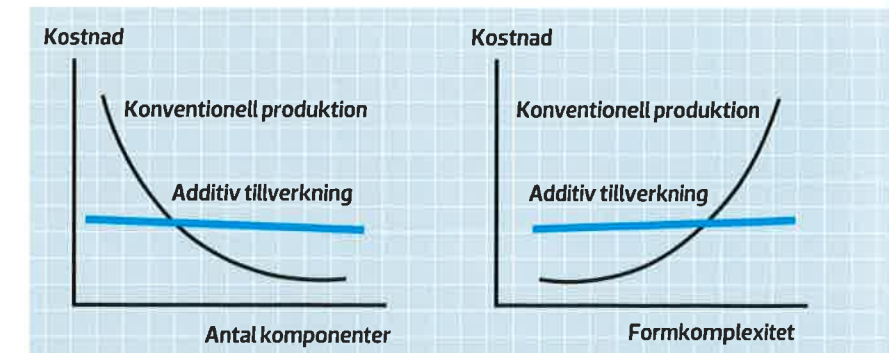 Kostnad
Konventionell produktion
Additiv tillverkning
Antal komponenter
Kostnad
Konventionell produktion
Additiv tillverkning
Formkomplexitet